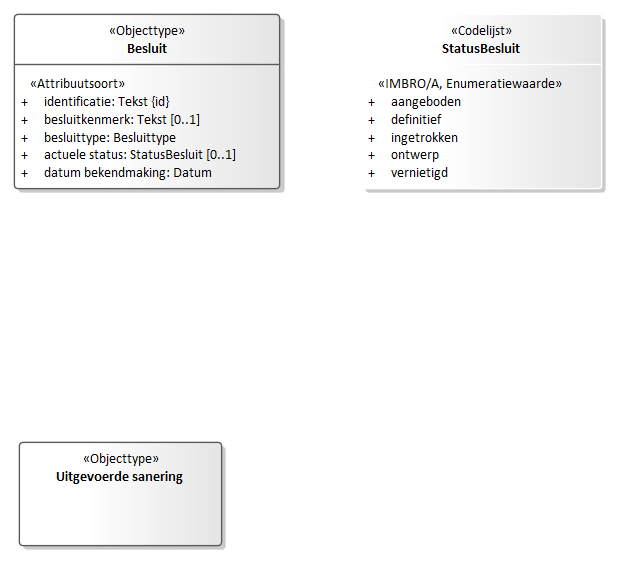 «Objecttype»
Besluit
«Attribuutsoort»
+ identificatie: Tekst {id}
+ besluitkenmerk: Tekst [0..1]
+ besluittype: Besluittype
+ actuele status: StatusBesluit [0..1]
+ datum bekendmaking: Datum
«Codelijst»
StatusBesluit
«IMBRO/A, Enumeratiewaarde»
+ aangeboden
+ definitief
+ ingetrokken
+ ontwerp
+ vernietigd
«Objecttype»
Uitgevoerde sanering